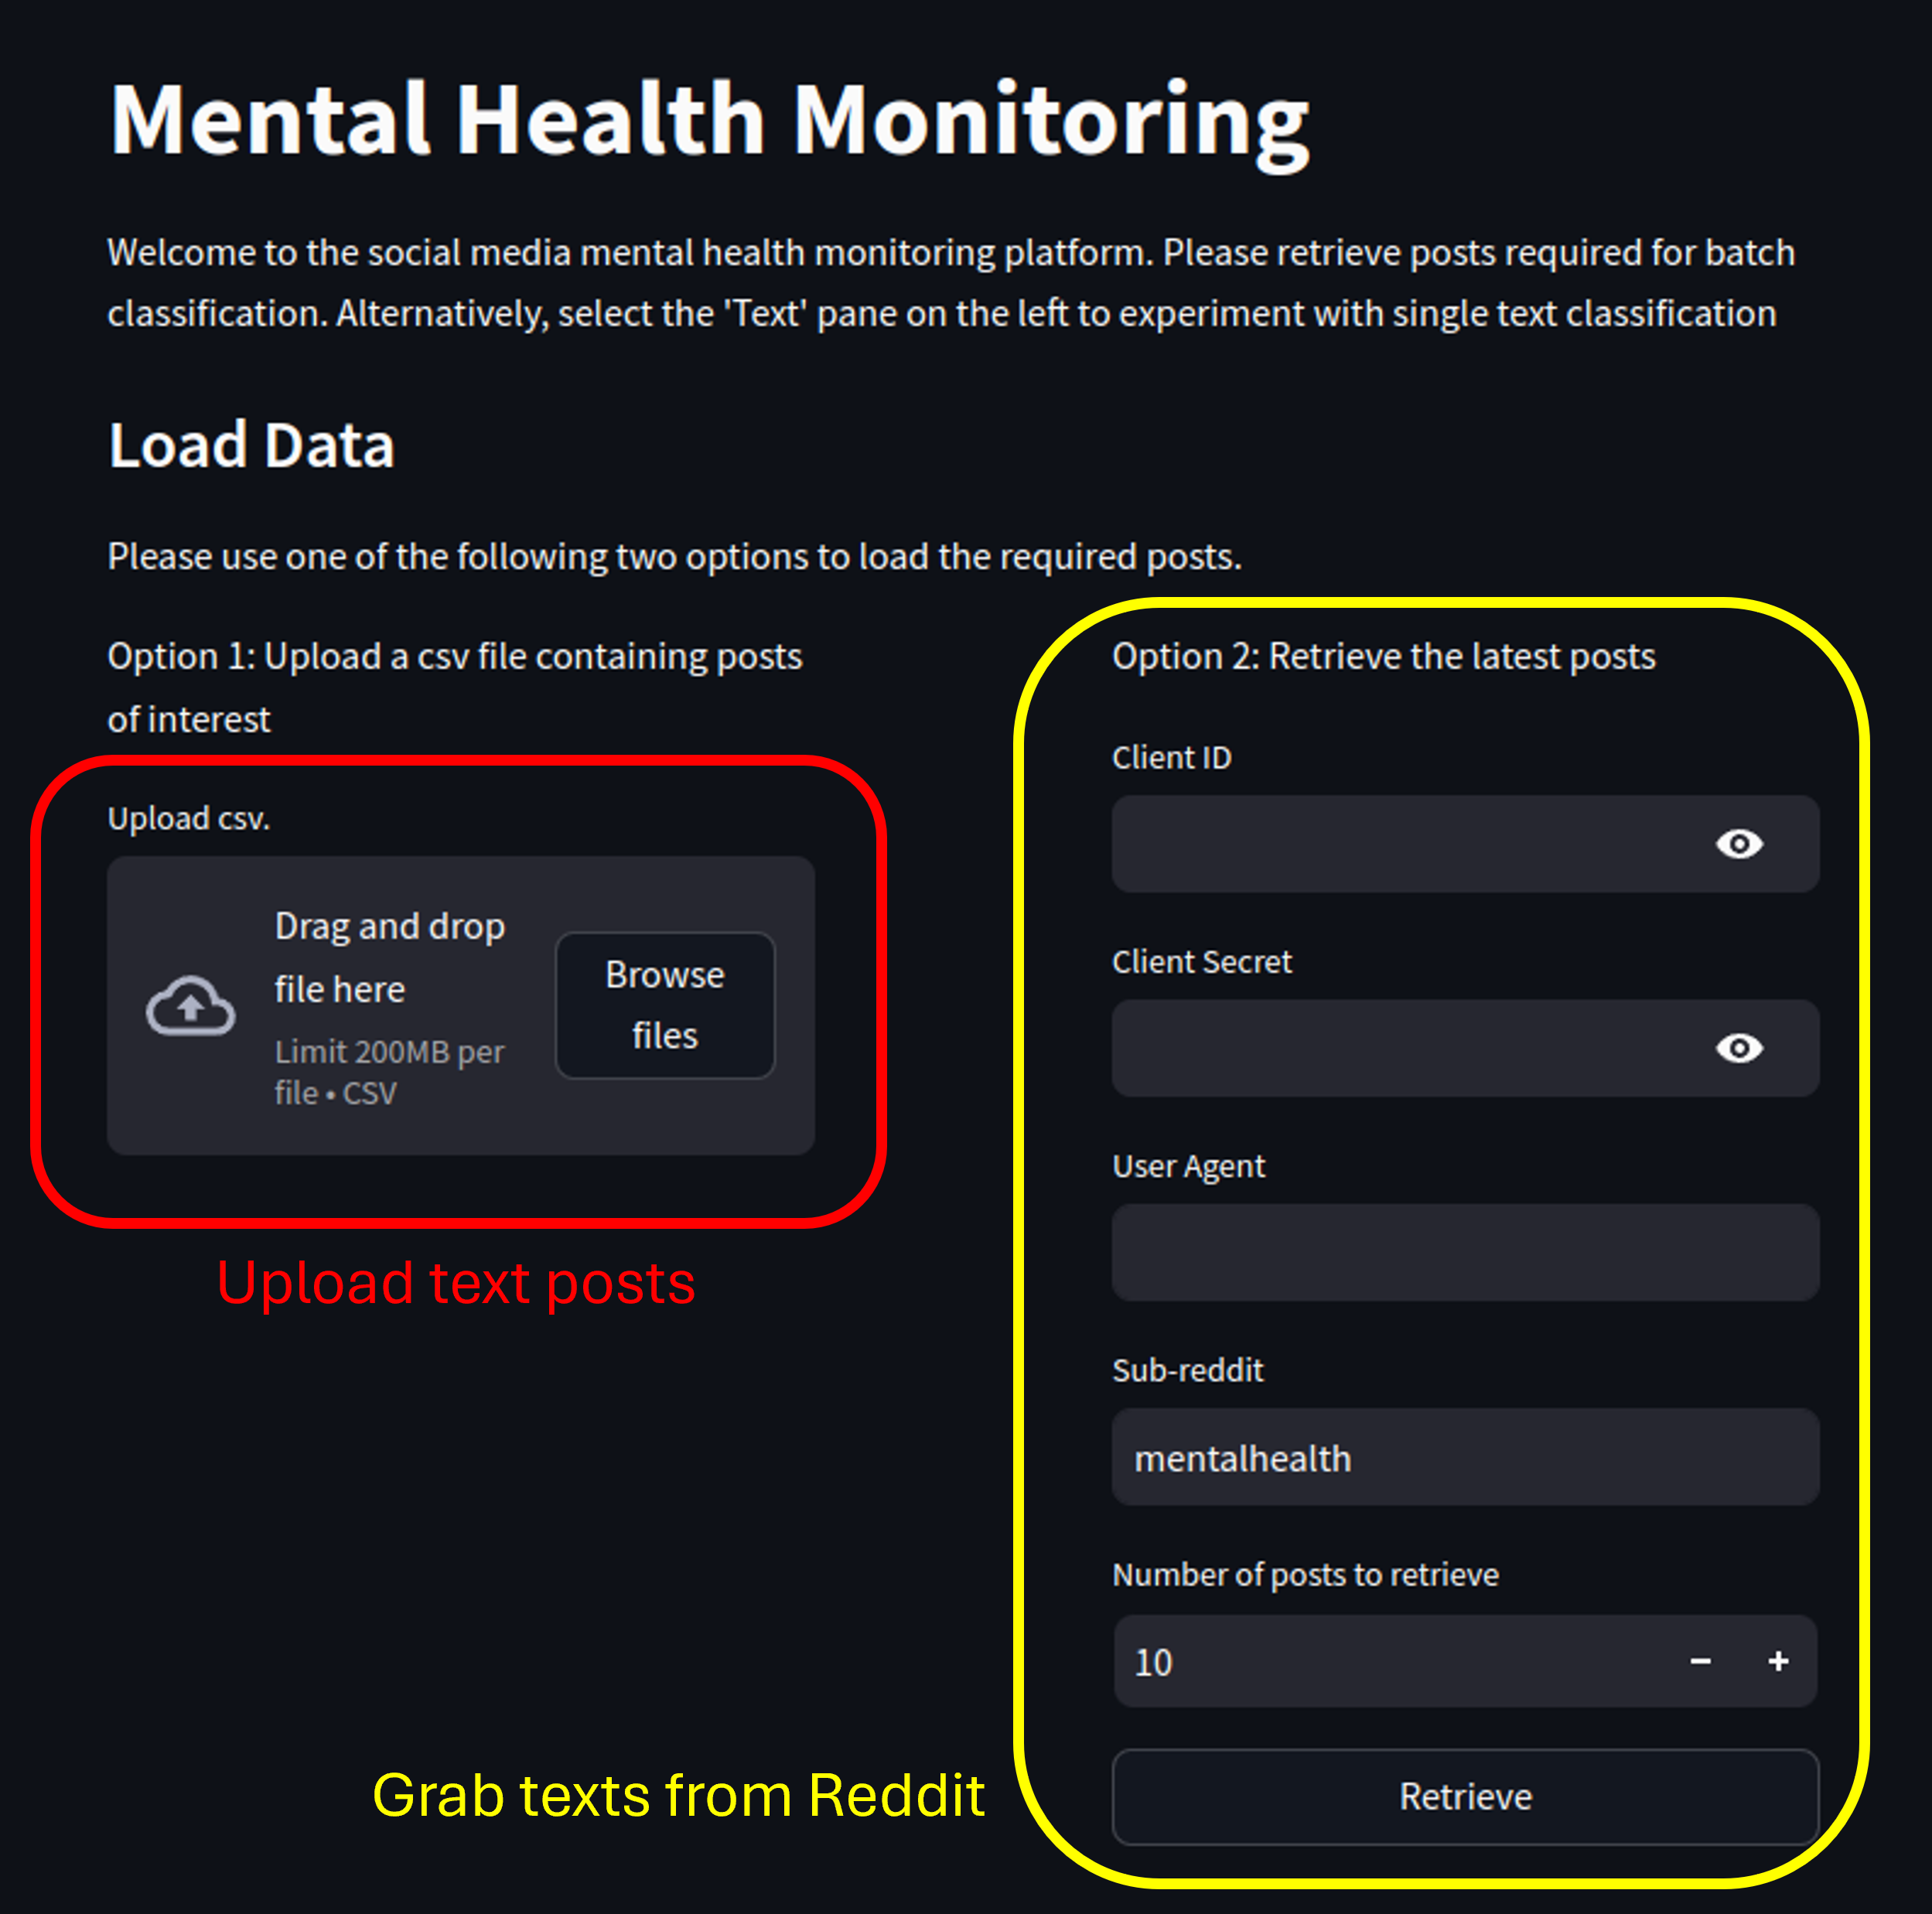 Mental Health Monitoring
Welcome to the social media mental health monitoring platform. Please retrieve posts required for batch
classification. Alternatively, select the 'Text' pane on the left to experiment with single text classification
Load Data
Please use one of the following two options to load the required posts.
Option 1: Upload a csv file containing posts
of interest
Upload csv.
Drag and drop
file here
Limit 200MB per
file • CSV
Browse
files
Upload text posts
Option 2: Retrieve the latest posts
Client ID
Client Secret
User Agent
Sub-reddit
mentalhealth
Number of posts to retrieve
10
Retrieve
Grab texts from Reddit